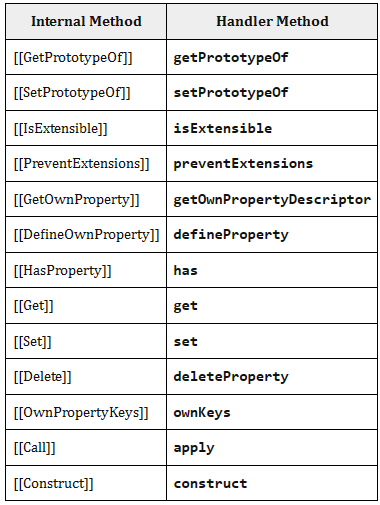 Internal Method Handler Method
[[GetPrototypeOf]] getPrototypeOf
[[SetPrototypeOf]] setPrototypeOf
[[IsExtensible]] isExtensible
[[PreventExtensions]] preventExtensions
[[GetOwnProperty]] getOwnPropertyDescriptor
[[DefineOwnProperty]] defineProperty
[[HasProperty]] has
[[Get]] get
[[Set]] set
[[Delete]] deleteProperty
[[OwnPropertyKeys]] ownKeys
[[Call]] apply
[[Construct]] construct